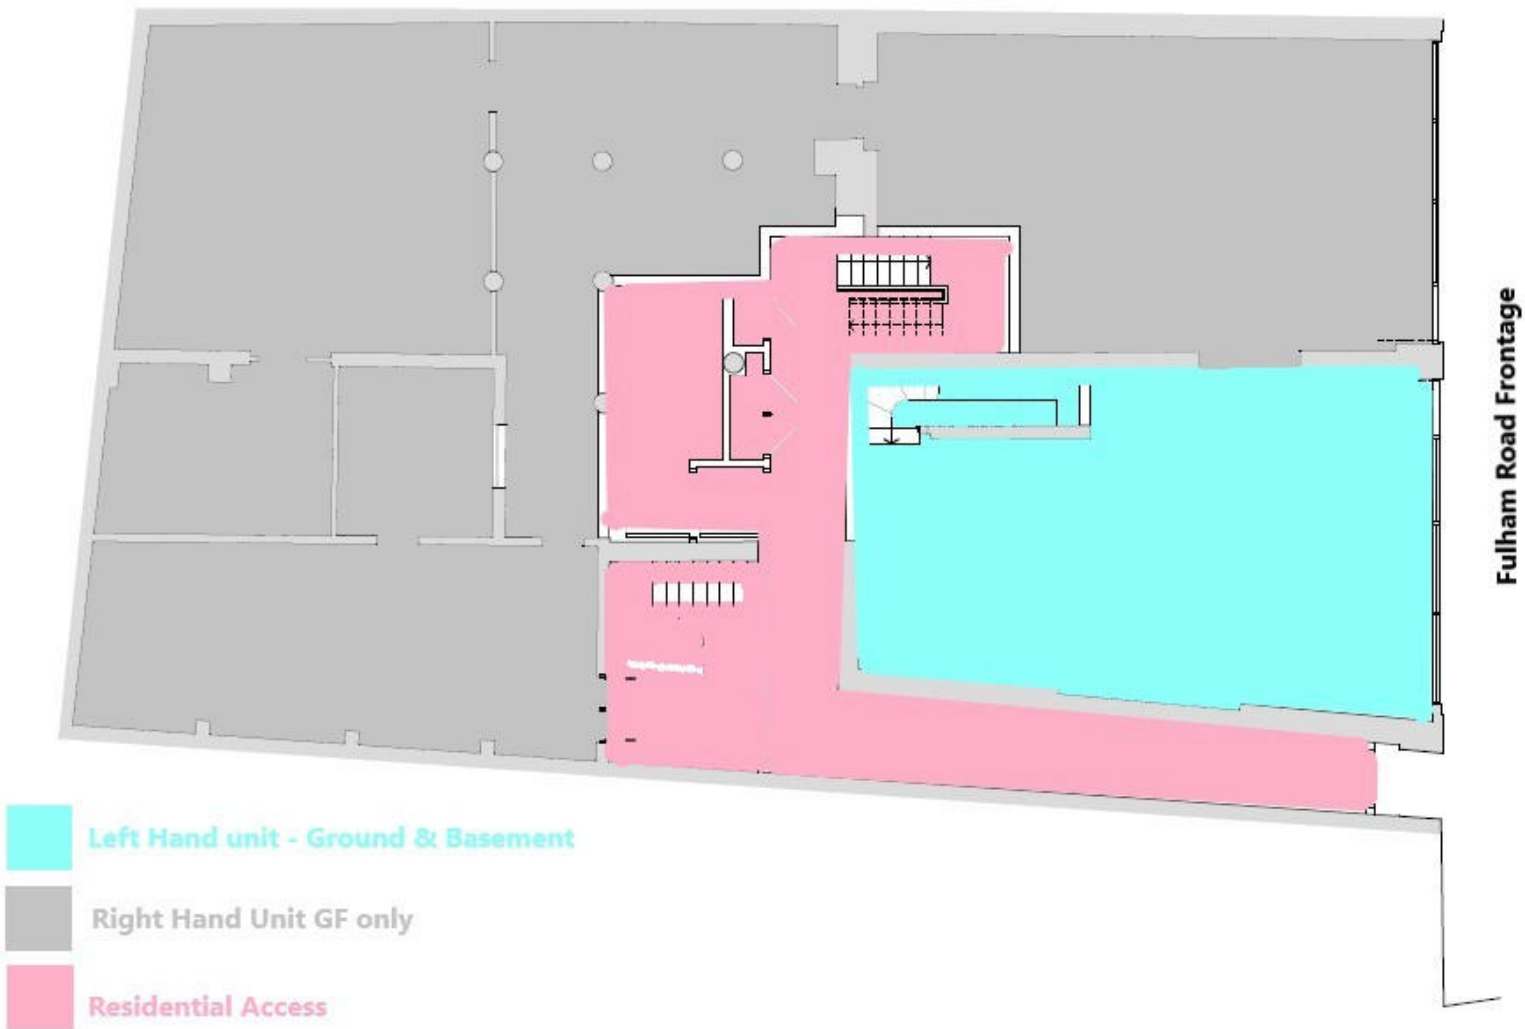 Fulham Road Frontage
Left Hand unit - Ground & Basement
Right Hand Unit GF only
Residential Access